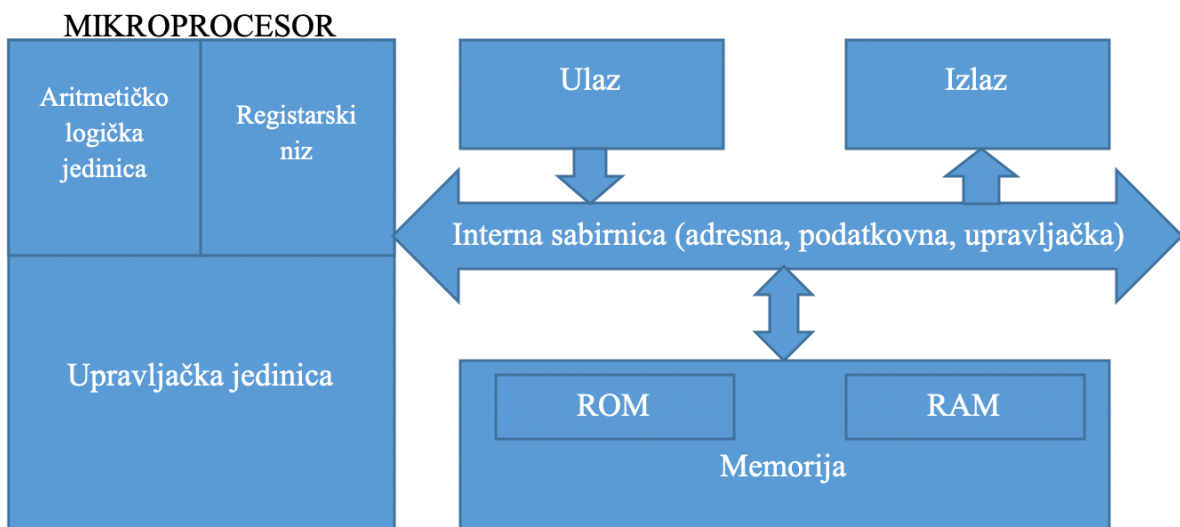 MIKROPROCESOR
Aritmetičko
logička
jedinica
Registarski
niz
Upravljačka jedinica
Ulaz
Izlaz
Interna sabirnica (adresna, podatkovna, upravljačka)
ROM
RAM
Memorija